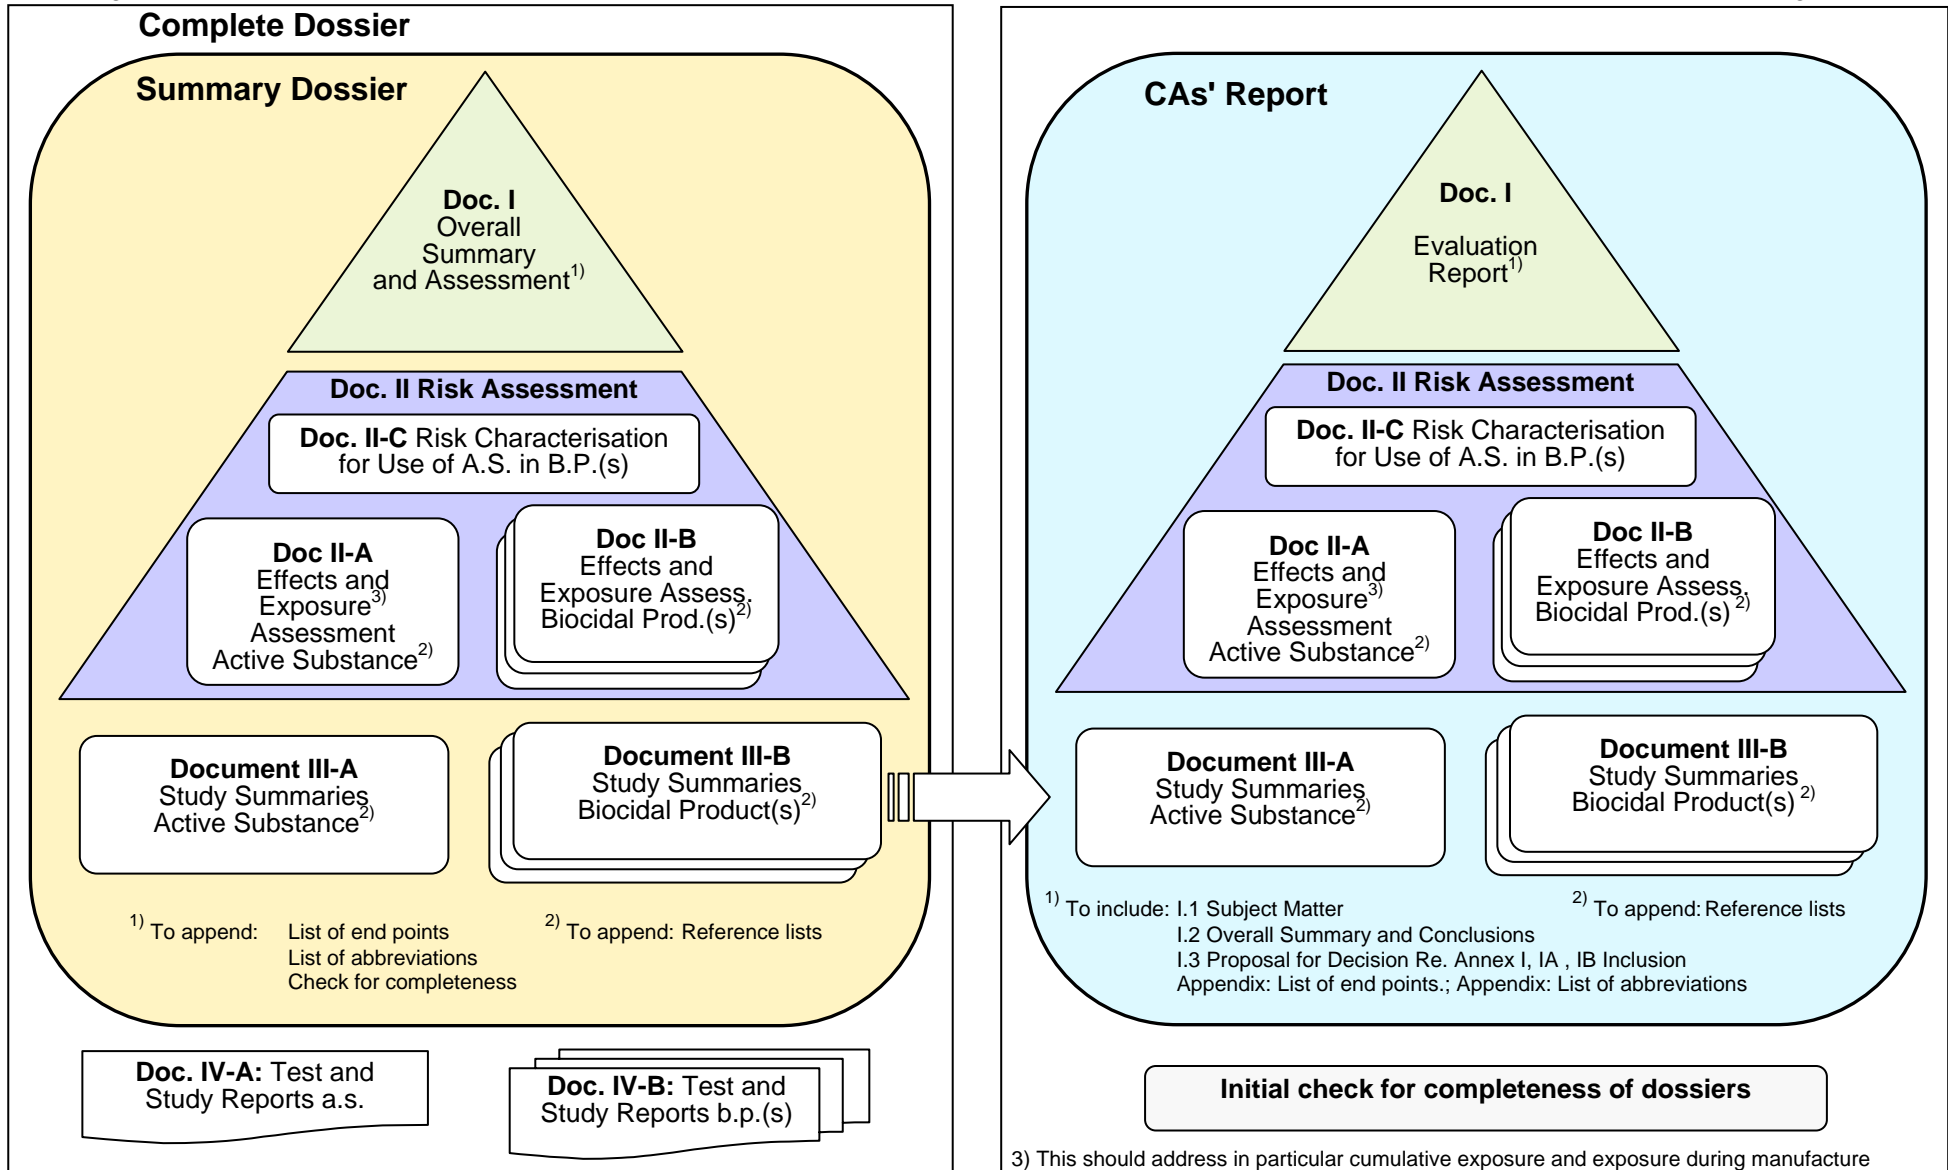 Complete Dossier
Summary Dossier
Doc. I
Overall
Summary
and Assessment1)
Doc. II Risk Assessment
Doc. II-C Risk Characterisation
for Use of A.S. in B.P.(s)
Doc II-A
Effects and
Exposure3)
Assessment
Active Substance2)
Doc II-B
Effects and
Exposure Assess.
Biocidal Prod.(s)2)
Document III-A
Study Summaries
Active Substance2)
Document III-B
Study Summaries
Biocidal Product(s)2)
1) To append: List of end points
List of abbreviations
Check for completeness
2) To append: Reference lists
Doc. IV-A: Test and
Study Reports a.s.
Doc. IV-B: Test and
Study Reports b.p.(s)
CAs' Report
Doc. I
Evaluation
Report1)
Doc. II Risk Assessment
Doc. II-C Risk Characterisation
for Use of A.S. in B.P.(s)
Doc II-A
Effects and
Exposure3)
Assessment
Active Substance2)
Doc II-B
Effects and
Exposure Assess.
Biocidal Prod.(s) 2)
Document III-A
Study Summaries
Active Substance2)
Document III-B
Study Summaries
Biocidal Product(s) 2)
1) To include: I.1 Subject Matter
I.2 Overall Summary and Conclusions
I.3 Proposal for Decision Re. Annex I, IA , IB Inclusion
Appendix: List of end points.; Appendix: List of abbreviations
2) To append: Reference lists
Initial check for completeness of dossiers
3) This should address in particular cumulative exposure and exposure during manufacture